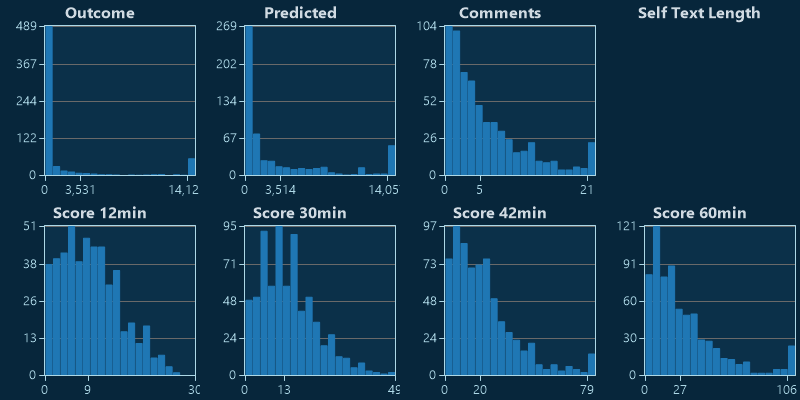 Outcome
489
367
244
122
0
0 3,531 14,12
Predicted
269
202
134
67
0
0 3,514 14,05
Comments
104
78
52
26
0
0 5 21
Self Text Length
Score 12min
51
38
26
13
0
0 9 30
Score 30min
95
71
48
24
0
0 13 49
Score 42min
97
73
48
24
0
0 20 79
Score 60min
121
91
60
30
0
0 27 106